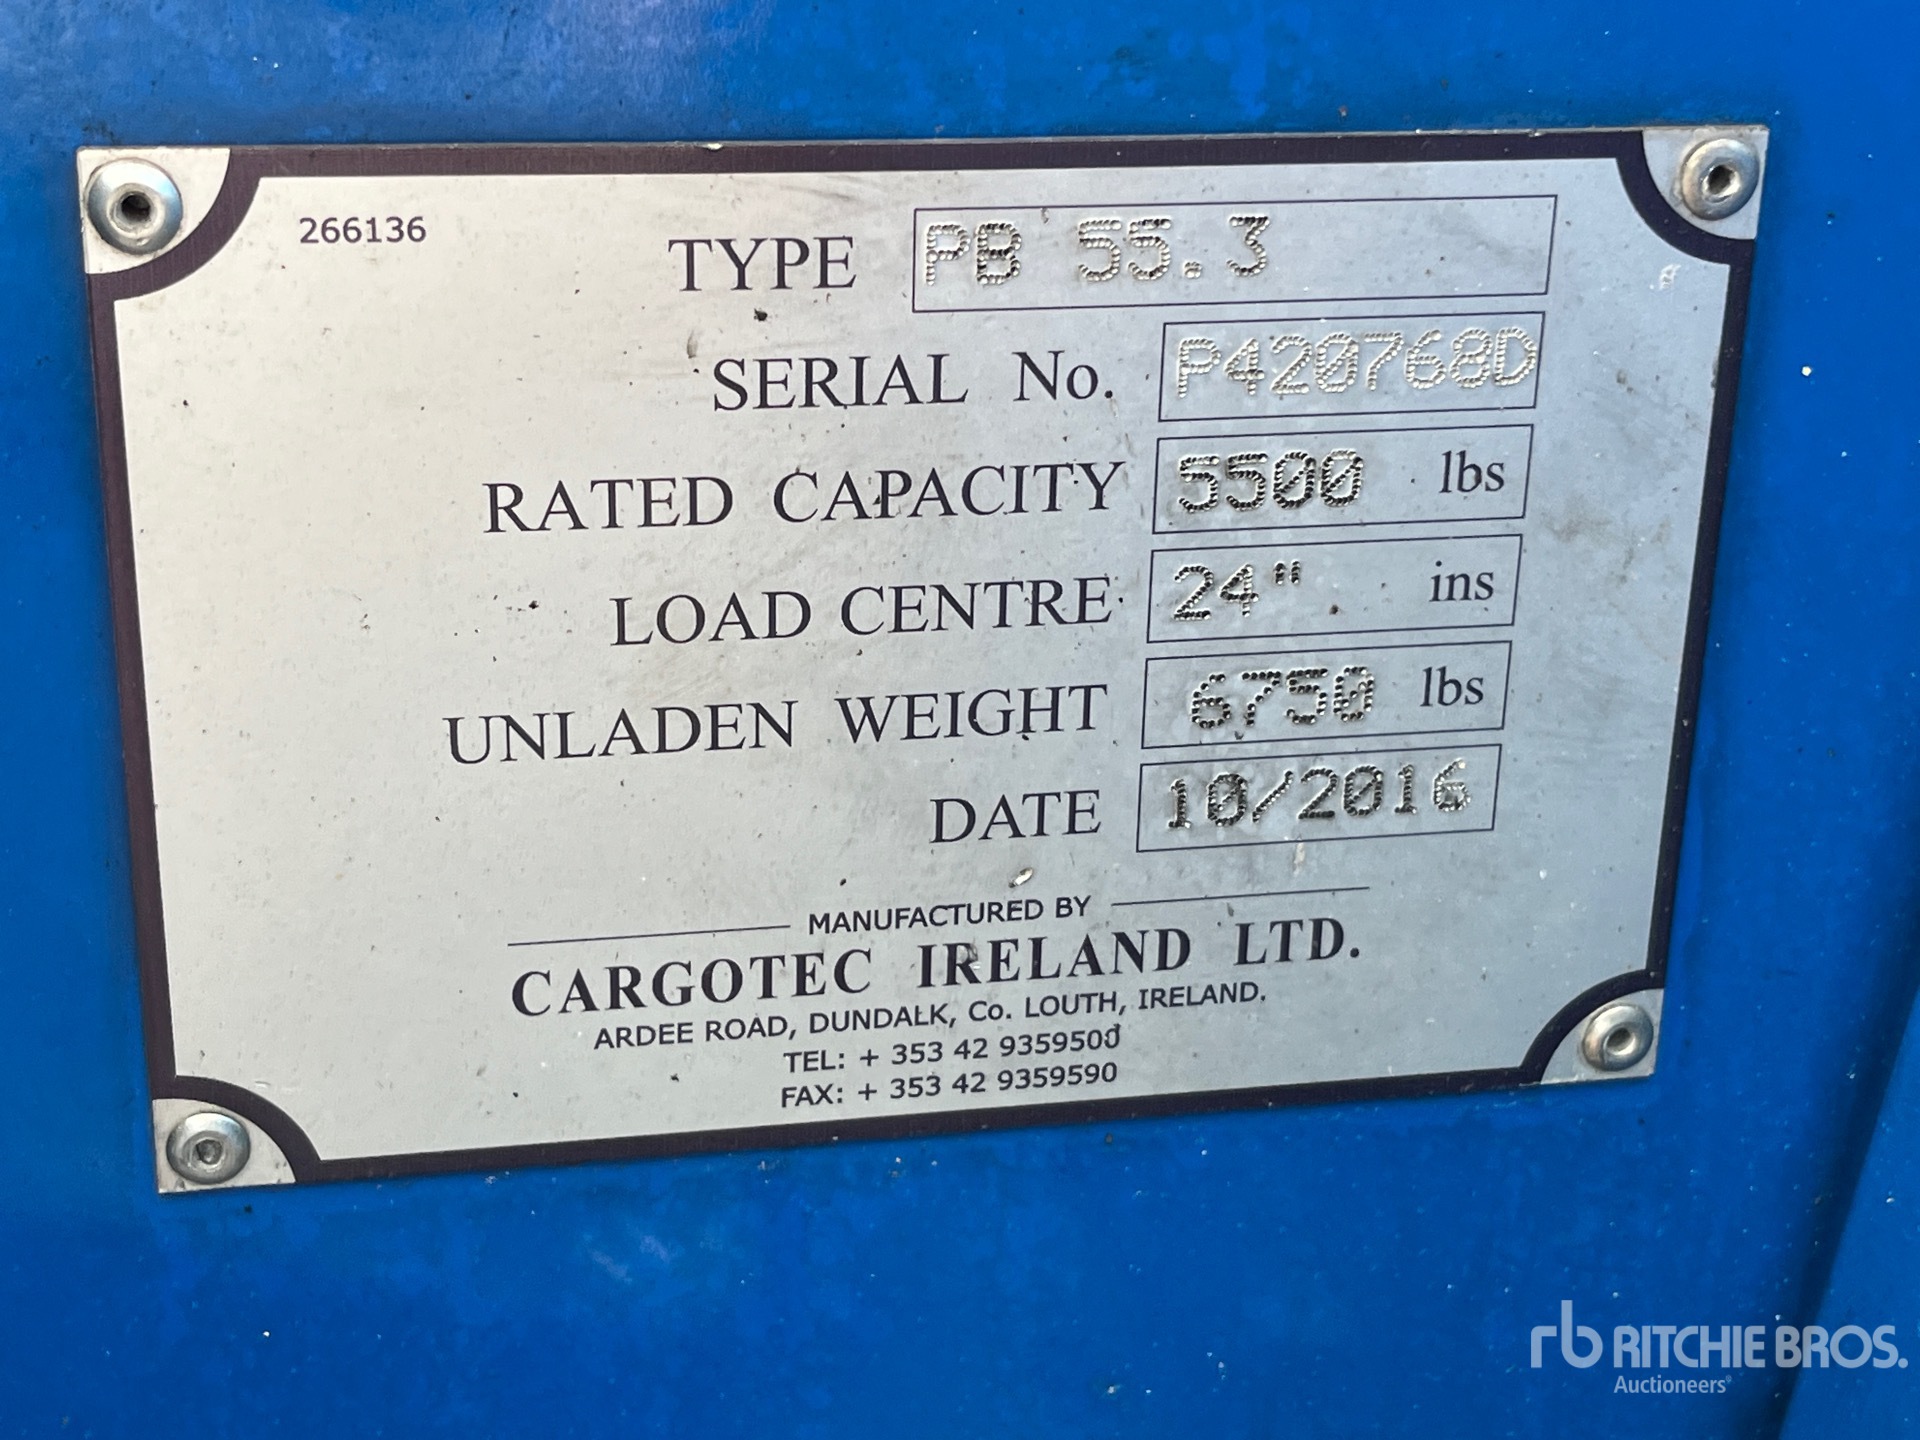 266136
TYPE PB 55.3
SERIAL No. P420768D
RATED CAPACITY 5500 lbs
LOAD CENTRE 24" ins
UNLADEN WEIGHT 6750 lbs
DATE 10/2016
MANUFACTURED BY
CARGOTEC IRELAND LTD.
ARDEE ROAD, DUNDALK, Co. LOUTH, IRELAND.
TEL: + 353 42 9359500
FAX: + 353 42 9359590
rb RITCHIE BROS.
Auctioneers®